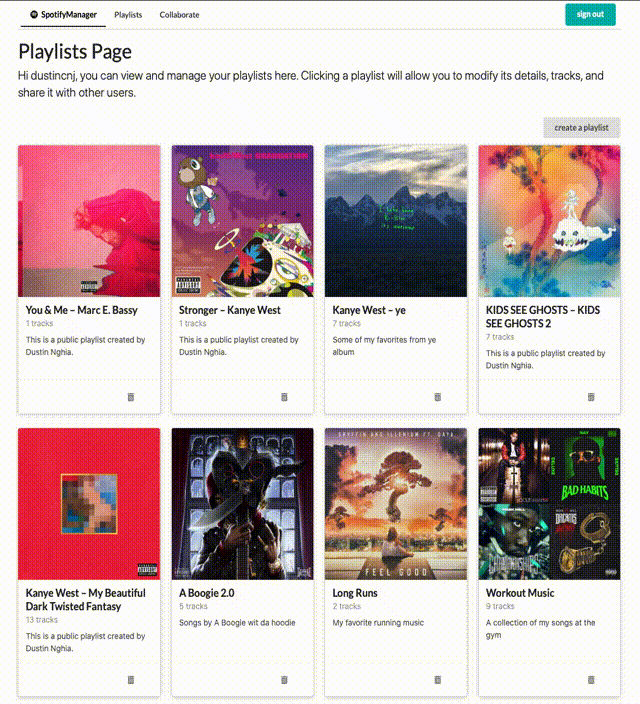 SpotifyManager Playlists Collaborate sign out
Playlists Page
Hi dustincnj, you can view and manage your playlists here. Clicking a playlist will allow you to modify its details, tracks, and
share it with other users.
create a playlist
You & Me – Marc E. Bassy
1 tracks
This is a public playlist created by
Dustin Nghia.
Stronger – Kanye West
1 tracks
This is a public playlist created by
Dustin Nghia.
Kanye West – ye
7 tracks
Some of my favorites from ye
album
KIDS SEE GHOSTS – KIDS
SEE GHOSTS 2
7 tracks
This is a public playlist created by
Dustin Nghia.
Kanye West – My Beautiful
Dark Twisted Fantasy
13 tracks
This is a public playlist created by
Dustin Nghia.
A Boogie 2.0
5 tracks
Songs by A Boogie wit da hoodie
GRYFFIN AND ILLENIUM FT. DAYA
FEEL GOOD
Long Runs
2 tracks
My favorite running music
BAD HABITS
Workout Music
9 tracks
A collection of my songs at the
gym